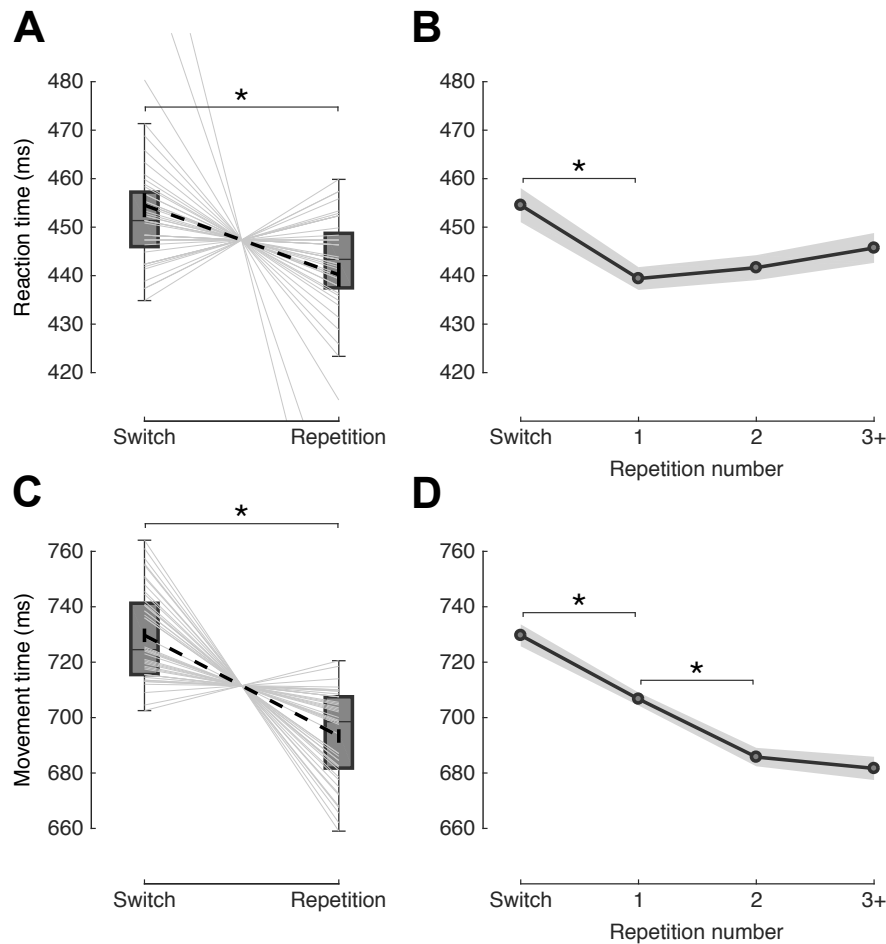 A
Reaction time (ms)
480
470
460
450
440
430
420
*
Switch
Repetition
B
480
470
460
450
440
430
420
*
Switch
1
2
3+
Repetition number
C
Movement time (ms)
760
740
720
700
680
660
*
Switch
Repetition
D
760
740
720
700
680
660
*
*
Switch
1
2
3+
Repetition number